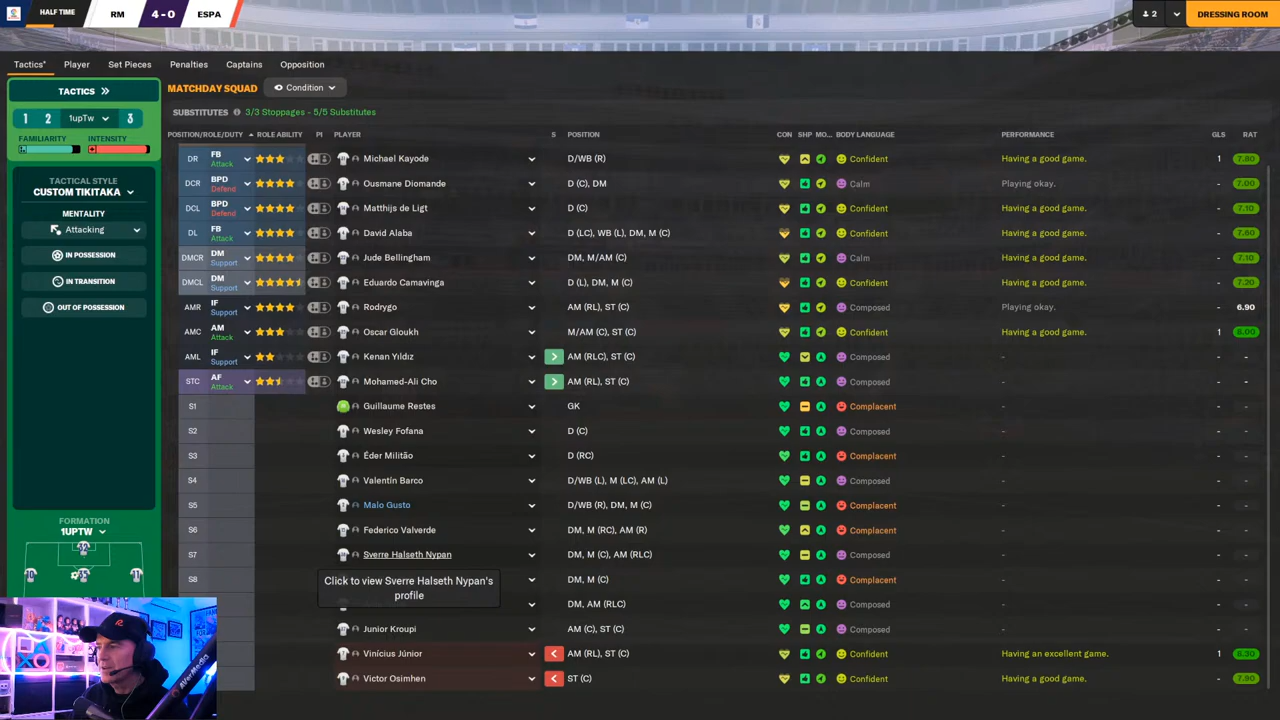 HALF TIME RM 4 - 0 ESPA 2 DRESSING ROOM
Tactics* Player Set Pieces Penalties Captains Opposition
TACTICS
1 2 1upTw 3
FAMILIARITY INTENSITY
TACTICAL STYLE
CUSTOM TIKITAKA
MENTALITY
Attacking
IN POSSESSION
IN TRANSITION
OUT OF POSSESSION
FORMATION
1UPTW
MATCHDAY SQUAD Condition
SUBSTITUTES 3/3 Stoppages - 5/5 Substitutes
POSITION/ROLE/DUTY ROLE ABILITY PI PLAYER S POSITION CON SHP MO... BODY LANGUAGE PERFORMANCE GLS RAT
DR FB Attack Michael Kayode D/WB (R) Confident Having a good game. 1 7.80
DCR BPD Defend Ousmane Diomande D (C), DM Calm Playing okay. - 7.00
DCL BPD Defend Matthijs de Ligt D (C) Confident Having a good game. - 7.10
DL FB Attack David Alaba D (LC), WB (L), DM, M (C) Confident Having a good game. - 7.60
DMCR DM Support Jude Bellingham DM, M/AM (C) Calm Having a good game. - 7.10
DMCL DM Support Eduardo Camavinga D (L), DM, M (C) Confident Having a good game. - 7.20
AMR IF Support Rodrygo AM (RL), ST (C) Composed Playing okay. - 6.90
AMC AM Attack Oscar Gloukh M/AM (C), ST (C) Confident Having a good game. 1 8.00
AML IF Support Kenan Yıldız AM (RLC), ST (C) Composed - - -
STC AF Attack Mohamed-Ali Cho AM (RL), ST (C) Composed - - -
S1 Guillaume Restes GK Complacent - - -
S2 Wesley Fofana D (C) Composed - - -
S3 Éder Militão D (RC) Complacent - - -
S4 Valentín Barco D/WB (L), M (LC), AM (L) Composed - - -
S5 Malo Gusto D/WB (R), DM, M (C) Complacent - - -
S6 Federico Valverde DM, M (RC), AM (R) Complacent - - -
S7 Sverre Halseth Nypan DM, M (C), AM (RLC) Composed - - -
S8 DM, M (C) Complacent - - -
DM, AM (RLC) Composed - - -
Junior Kroupi AM (C), ST (C) Composed - - -
Vinícius Júnior AM (RL), ST (C) Confident Having an excellent game. 1 8.30
Victor Osimhen ST (C) Confident Having a good game. - 7.90
Click to view Sverre Halseth Nypan's
profile